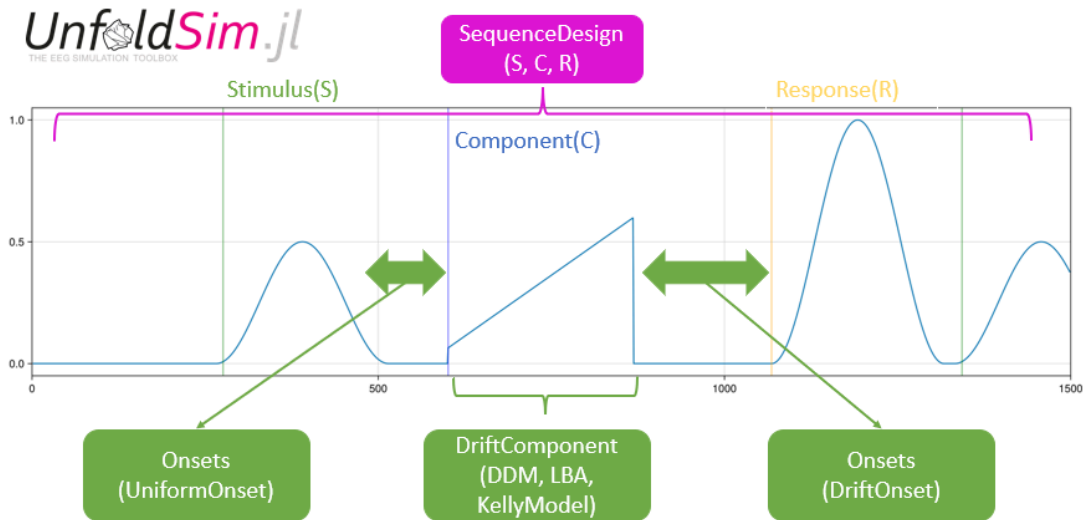 UnfoldSim.jl
THE EEG SIMULATION TOOLBOX
SequenceDesign
(S, C, R)
Stimulus(S)
Response(R)
Component(C)
1.0
0.5
0.0
0
500
1000
1500
Onsets
(UniformOnset)
DriftComponent
(DDM, LBA,
KellyModel)
Onsets
(DriftOnset)